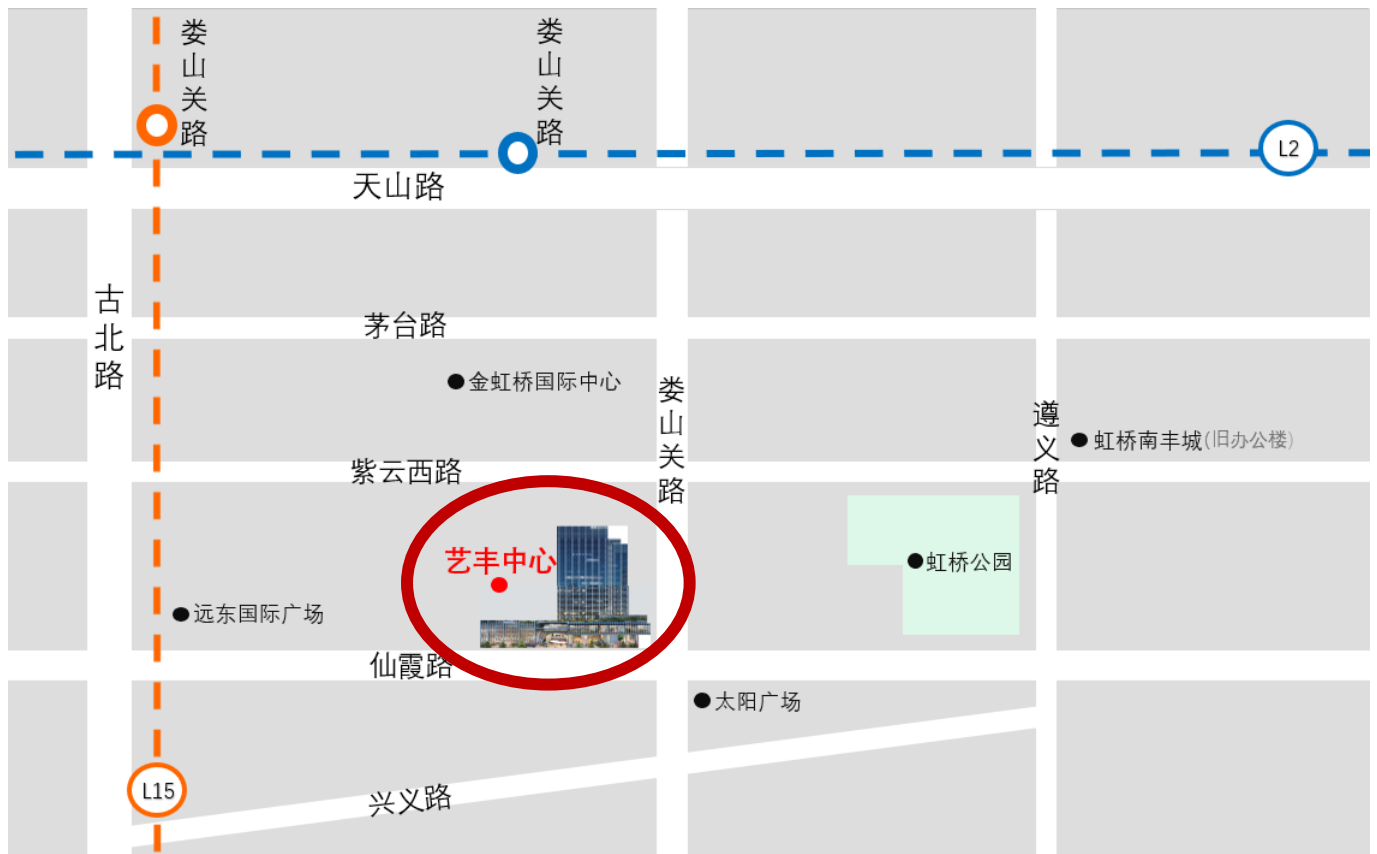 娄山关路
娄山关路
L2
天山路
古北路
茅台路
金虹桥国际中心
娄山关路
遵义路
虹桥南丰城(旧办公楼)
紫云西路
艺丰中心
虹桥公园
远东国际广场
仙霞路
太阳广场
L15
兴义路